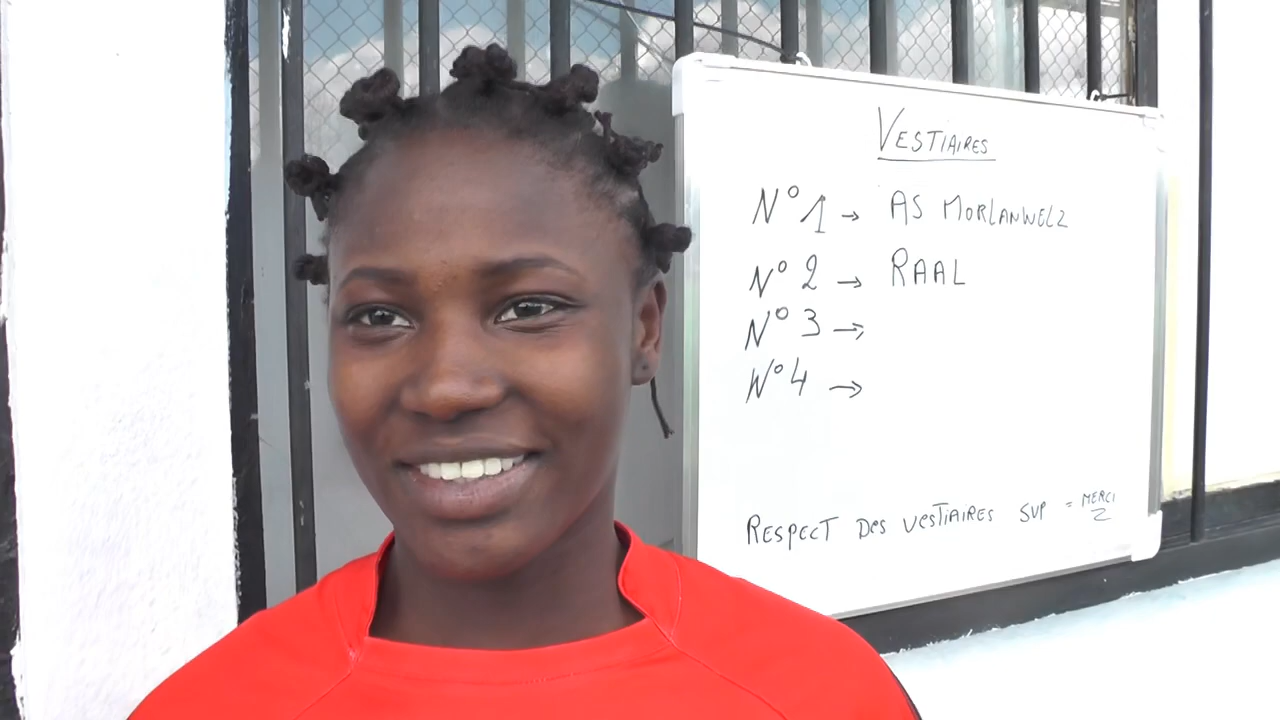 VESTIAIRES
N° 1 → AS MORLANWELZ
N° 2 → RAAL
N° 3 →
N° 4 →
RESPECT DES VESTIAIRES SVP = MERCI